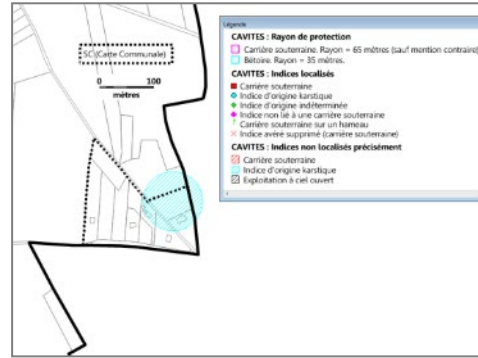 SC (Carte Communale)
0 100
mètres
Légende
CAVITES : Rayon de protection
Carrière souterraine. Rayon = 65 mètres (sauf mention contraire)
Bétoire. Rayon = 35 mètres.
CAVITES : Indices localisés
Carrière souterraine
Indice d'origine karstique
Indice d'origine indéterminée
Indice non lié à une carrière souterraine
Carrière souterraine sur un hameau
Indice avéré supprimé (carrière souterraine)
CAVITES : Indices non localisés précisément
Carrière souterraine
Indice d'origine karstique
Exploitation à ciel ouvert